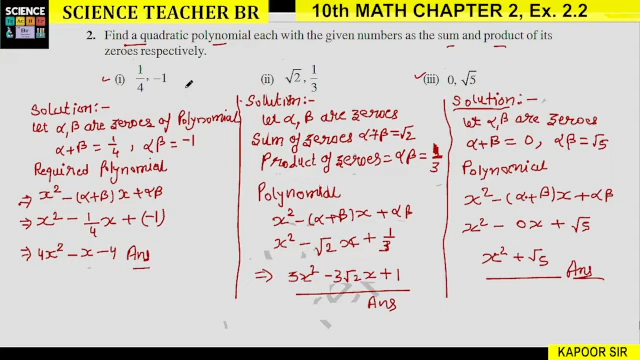 SCIENCE TEACHER BR
10th MATH CHAPTER 2, Ex. 2.2
2. Find a quadratic polynomial each with the given numbers as the sum and product of its
zeroes respectively.
(i) 1/4, -1
(ii) √2, 1/3
(iii) 0, √5
Solution:-
Let α, β are zeroes of Polynomial
α+β = 1/4, αβ = -1
Required Polynomial
⇒ x² - (α+β)x + αβ
⇒ x² - 1/4 x + (-1)
⇒ 4x² - x - 4 Ans
Solution:-
Let α, β are zeroes
Sum of zeroes α+β = √2
Product of zeroes = αβ = 1/3
Polynomial
x² - (α+β)x + αβ
x² - √2 x + 1/3
⇒ 3x² - 3√2x + 1
Ans
Solution:-
Let α, β are zeroes
α+β = 0, αβ = √5
Polynomial
x² - (α+β)x + αβ
x² - 0x + √5
x² + √5
Ans
KAPOOR SIR